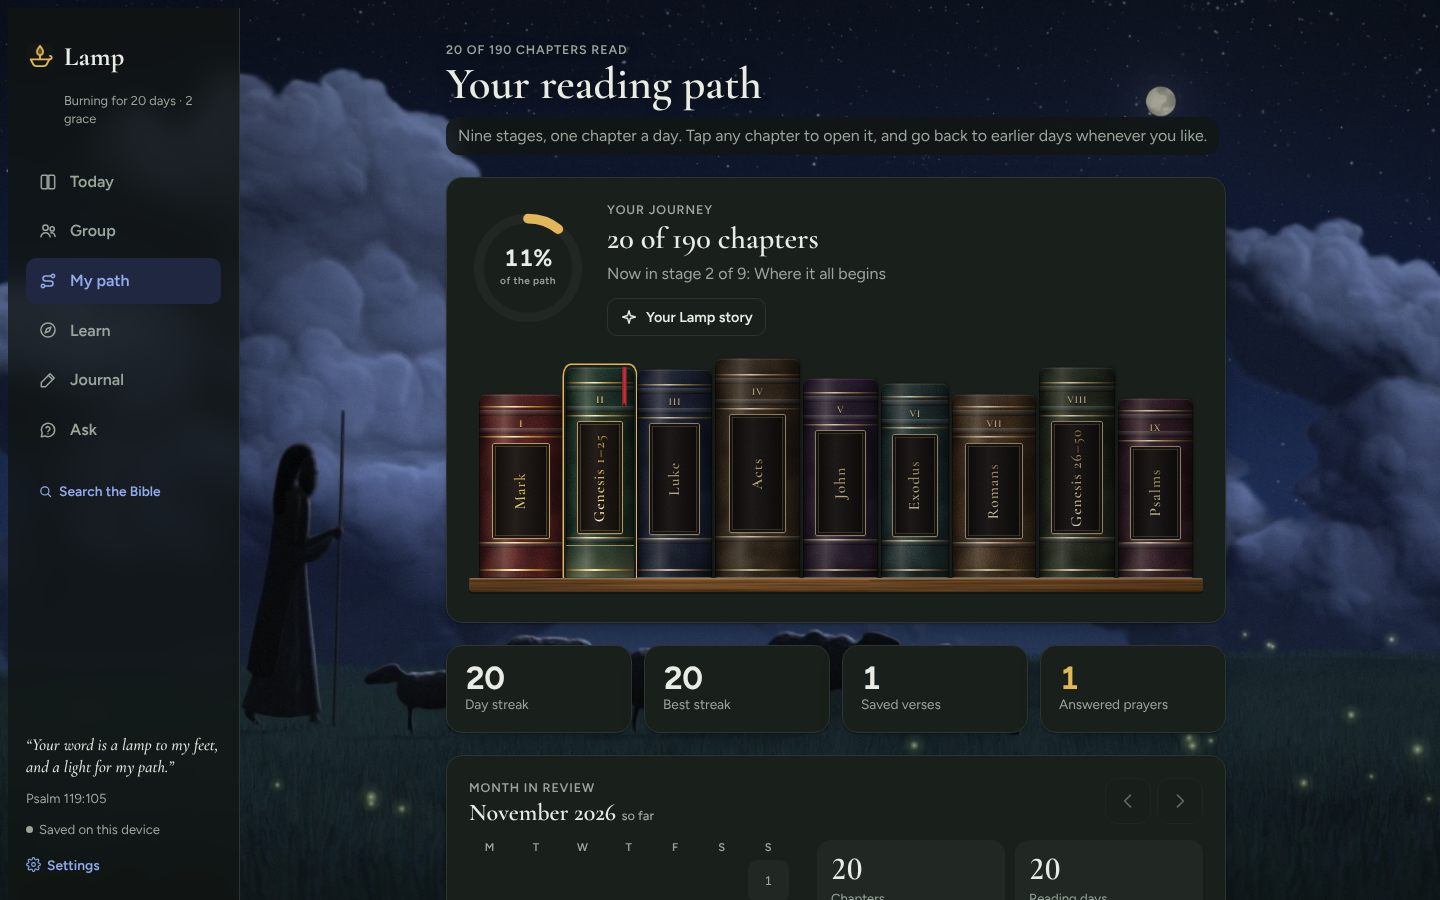 Lamp
Burning for 20 days · 2
grace
Today
Group
My path
Learn
Journal
Ask
Search the Bible
“Your word is a lamp to my feet,
and a light for my path.”
Psalm 119:105
Saved on this device
Settings
20 OF 190 CHAPTERS READ
Your reading path
Nine stages, one chapter a day. Tap any chapter to open it, and go back to earlier days whenever you like.
11%
of the path
YOUR JOURNEY
20 of 190 chapters
Now in stage 2 of 9: Where it all begins
Your Lamp story
I
Mark
II
Genesis 1–25
III
Luke
IV
Acts
V
John
VI
Exodus
VII
Romans
VIII
Genesis 26–50
IX
Psalms
20
Day streak
20
Best streak
1
Saved verses
1
Answered prayers
MONTH IN REVIEW
November 2026 so far
M T W T F S S
1
20
Chapters
20
Reading days